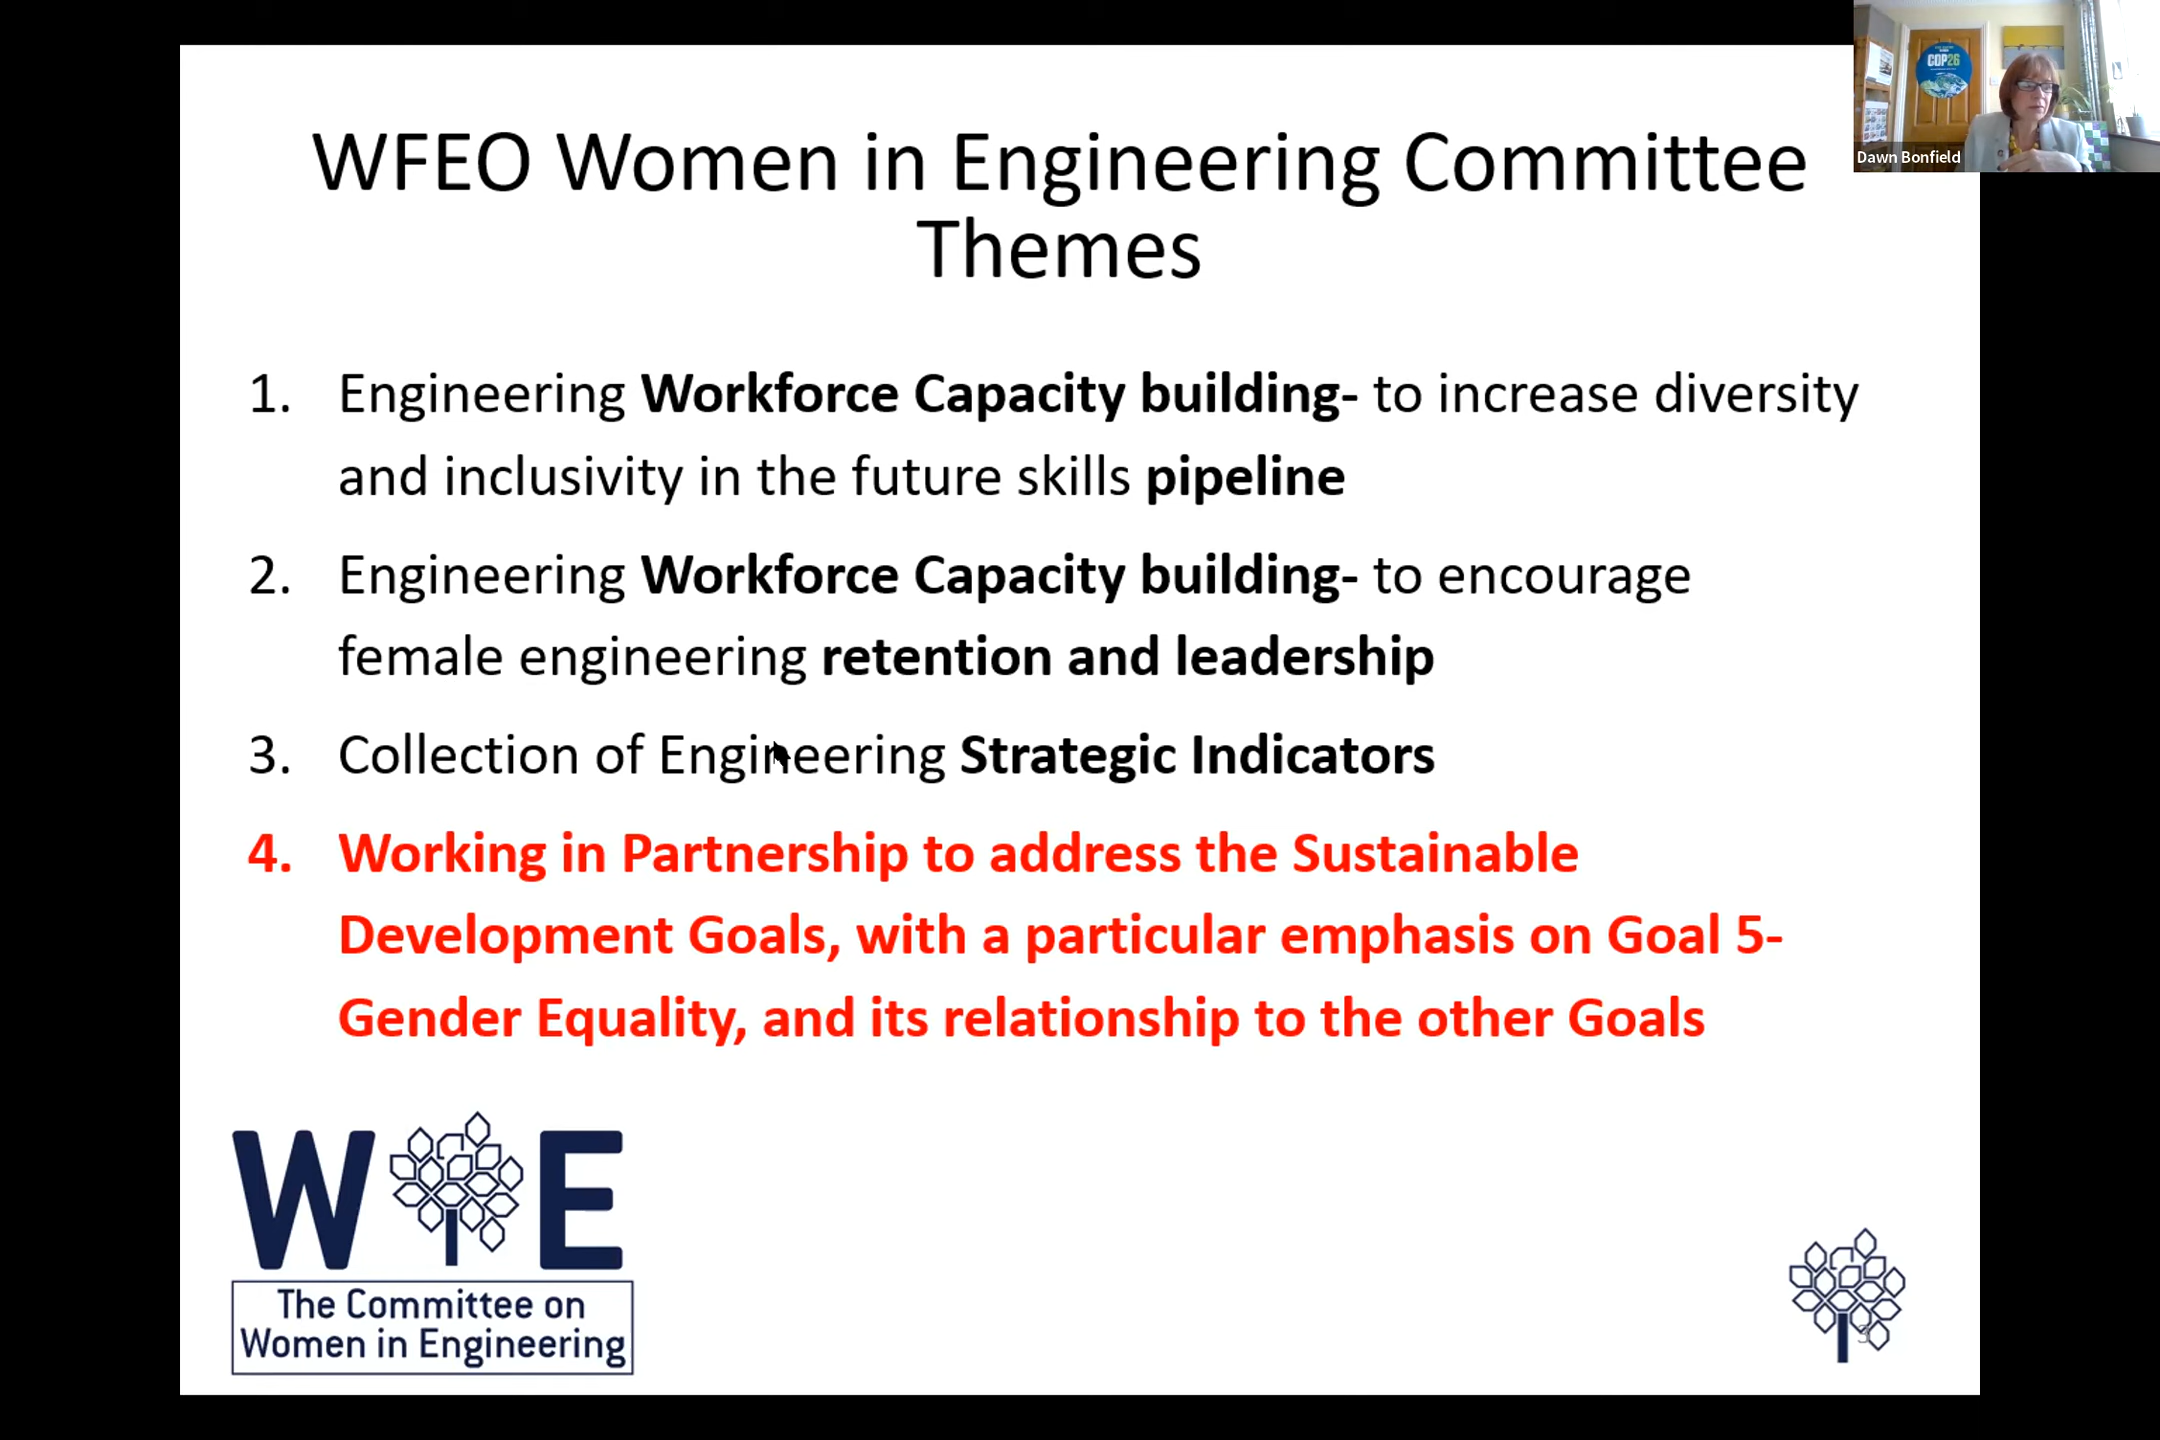 WFEO Women in Engineering Committee
Themes
COP26
Dawn Bonfield
1. Engineering Workforce Capacity building- to increase diversity
and inclusivity in the future skills pipeline
2. Engineering Workforce Capacity building- to encourage
female engineering retention and leadership
3. Collection of Engineering Strategic Indicators
4. Working in Partnership to address the Sustainable
Development Goals, with a particular emphasis on Goal 5-
Gender Equality, and its relationship to the other Goals
W E
The Committee on
Women in Engineering
3